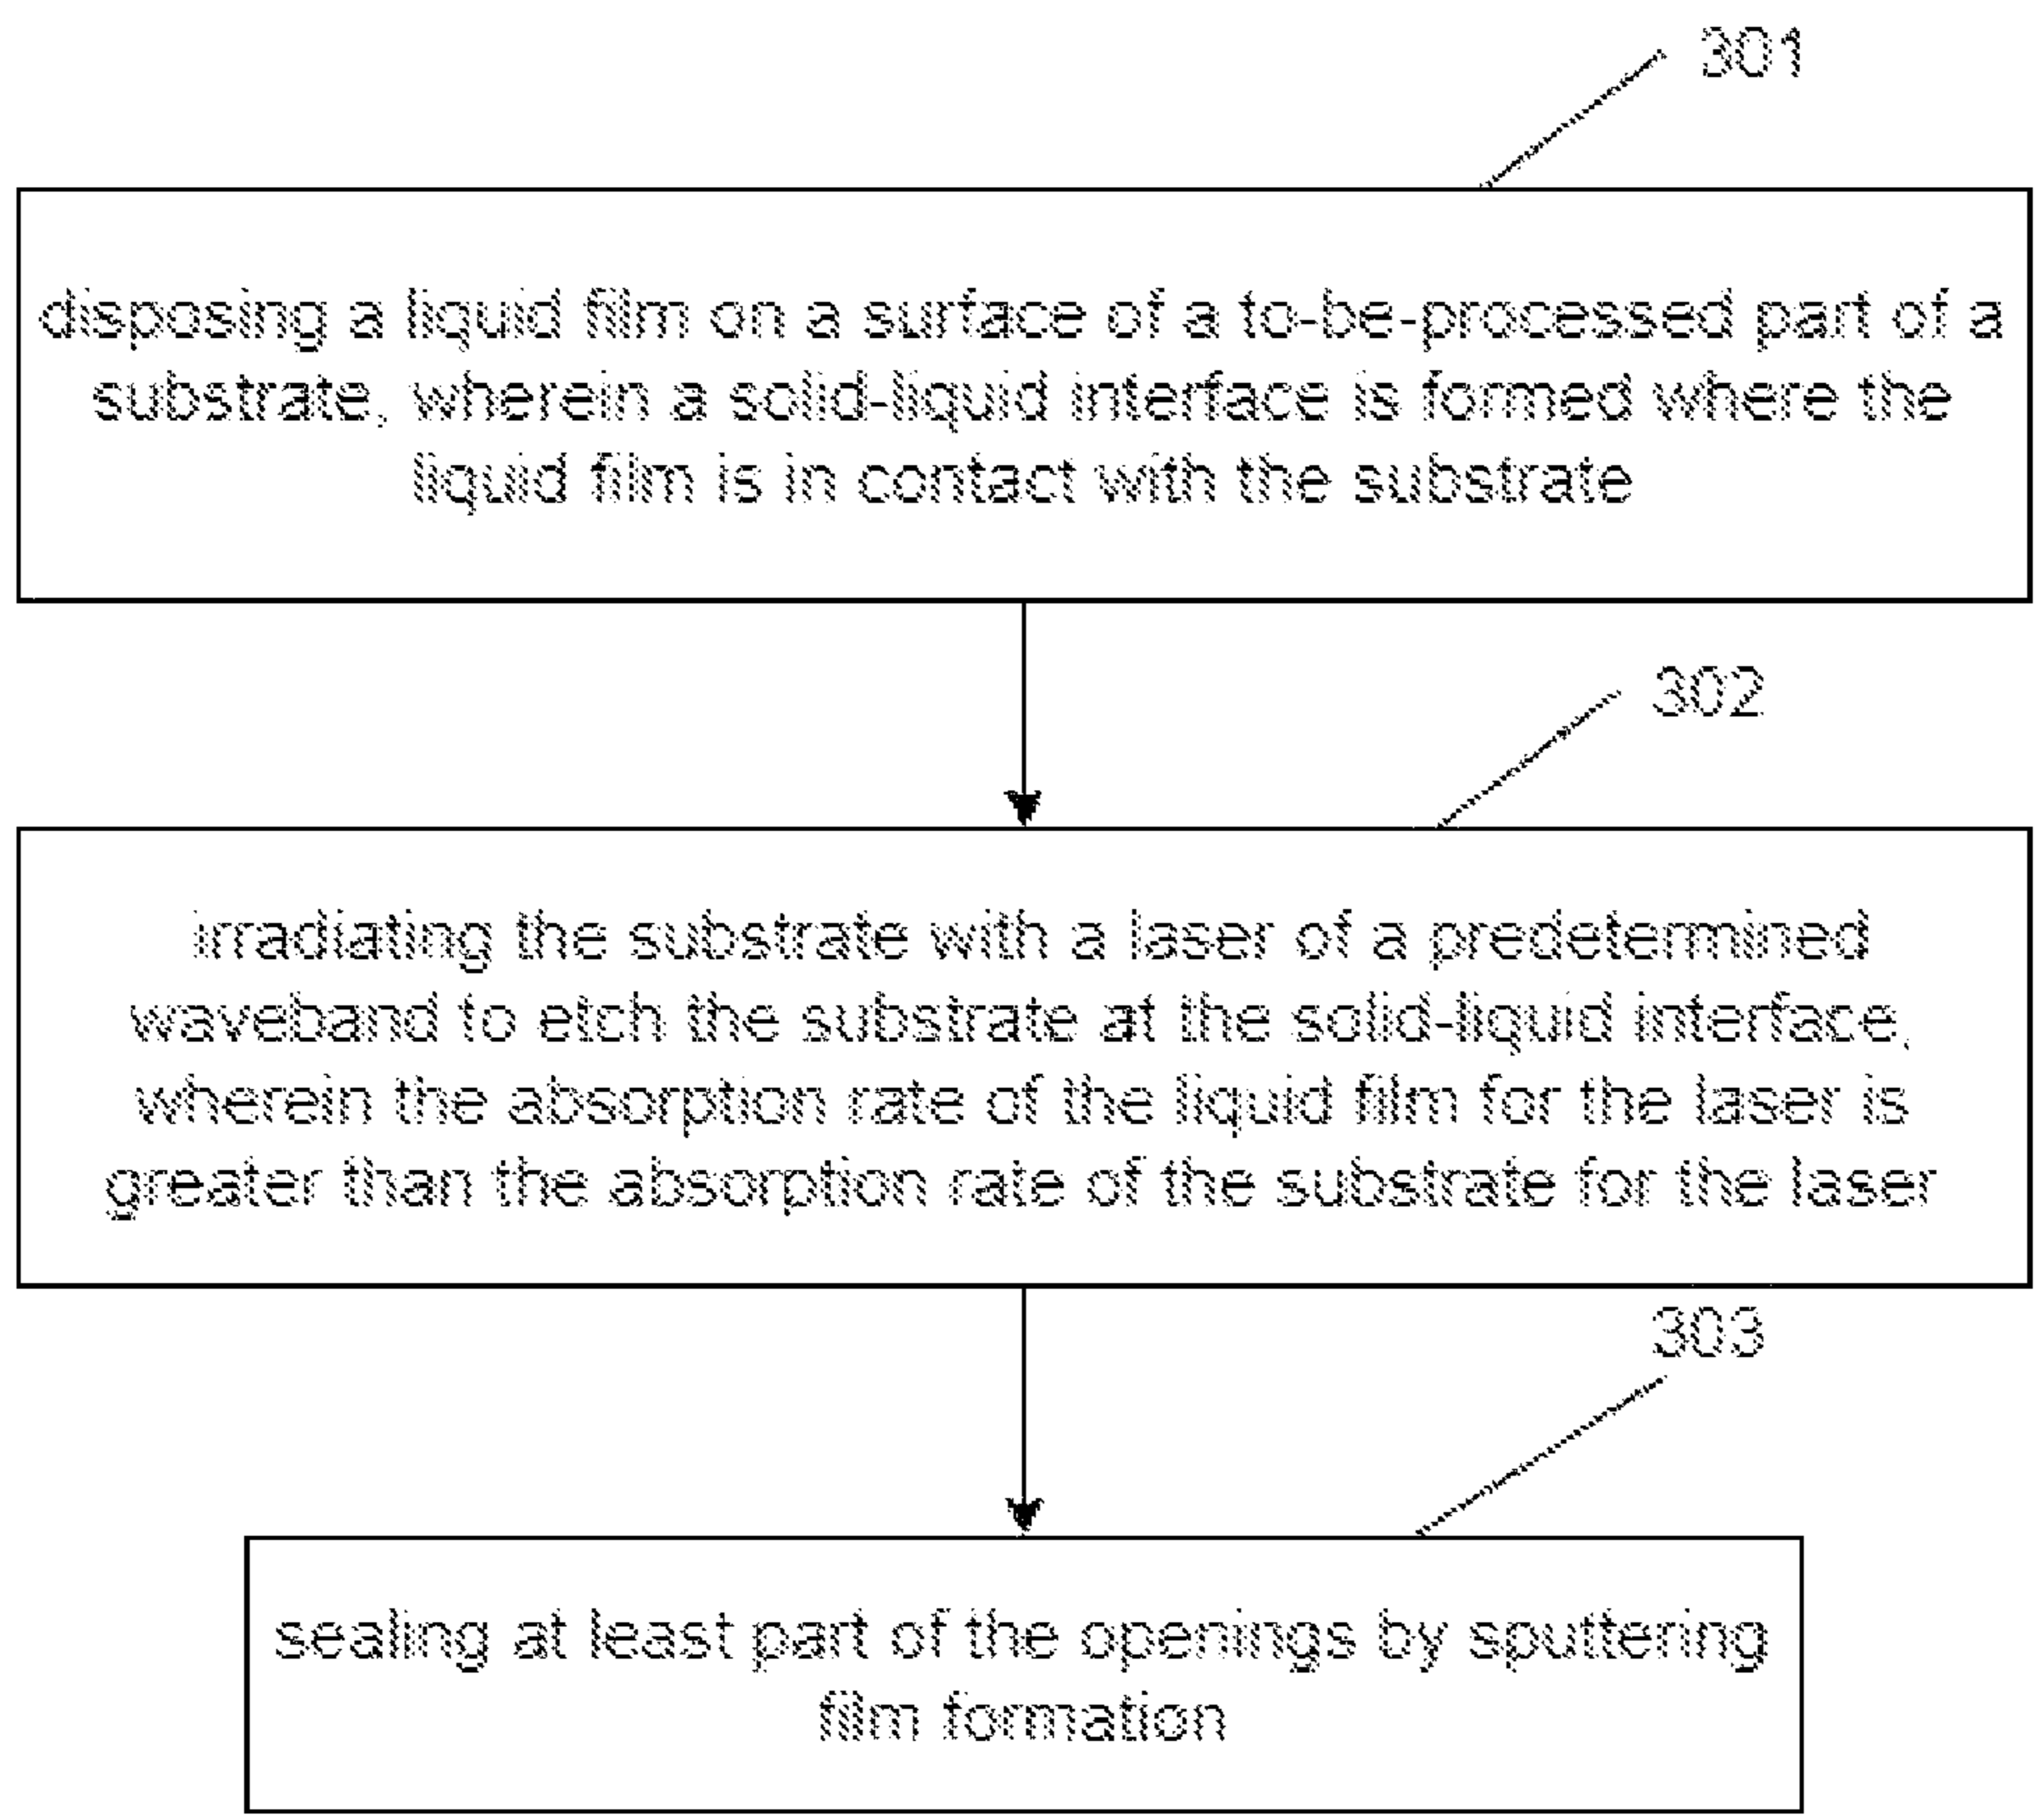 301
disposing a liquid film on a surface of a to-be-processed part of a
substrate, wherein a solid-liquid interface is formed where the
liquid film is in contact with the substrate
302
irradiating the substrate with a laser of a predetermined
waveband to etch the substrate at the solid-liquid interface,
wherein the absorption rate of the liquid film for the laser is
greater than the absorption rate of the substrate for the laser
303
sealing at least part of the openings by sputtering
film formation